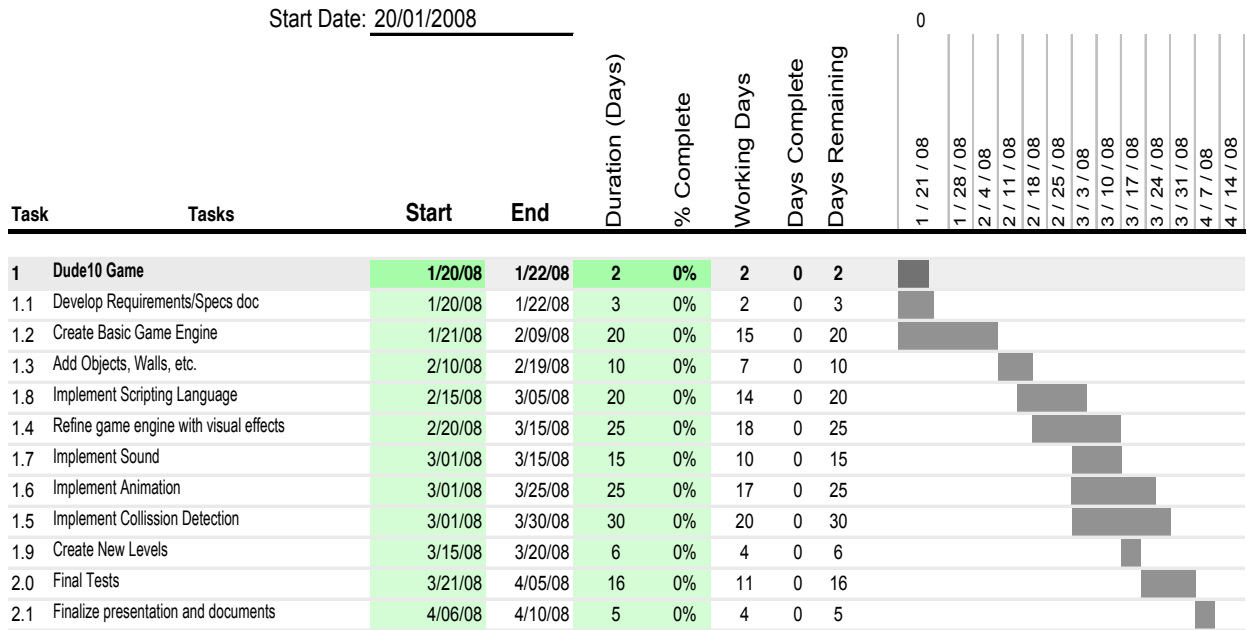 Start Date: 20/01/2008 0
Task Tasks Start End Duration (Days) % Complete Working Days Days Complete Days Remaining 1 / 21 / 08 1 / 28 / 08 2 / 4 / 08 2 / 11 / 08 2 / 18 / 08 2 / 25 / 08 3 / 3 / 08 3 / 10 / 08 3 / 17 / 08 3 / 24 / 08 3 / 31 / 08 4 / 7 / 08 4 / 14 / 08
1 Dude10 Game 1/20/08 1/22/08 2 0% 2 0 2
1.1 Develop Requirements/Specs doc 1/20/08 1/22/08 3 0% 2 0 3
1.2 Create Basic Game Engine 1/21/08 2/09/08 20 0% 15 0 20
1.3 Add Objects, Walls, etc. 2/10/08 2/19/08 10 0% 7 0 10
1.8 Implement Scripting Language 2/15/08 3/05/08 20 0% 14 0 20
1.4 Refine game engine with visual effects 2/20/08 3/15/08 25 0% 18 0 25
1.7 Implement Sound 3/01/08 3/15/08 15 0% 10 0 15
1.6 Implement Animation 3/01/08 3/25/08 25 0% 17 0 25
1.5 Implement Collission Detection 3/01/08 3/30/08 30 0% 20 0 30
1.9 Create New Levels 3/15/08 3/20/08 6 0% 4 0 6
2.0 Final Tests 3/21/08 4/05/08 16 0% 11 0 16
2.1 Finalize presentation and documents 4/06/08 4/10/08 5 0% 4 0 5